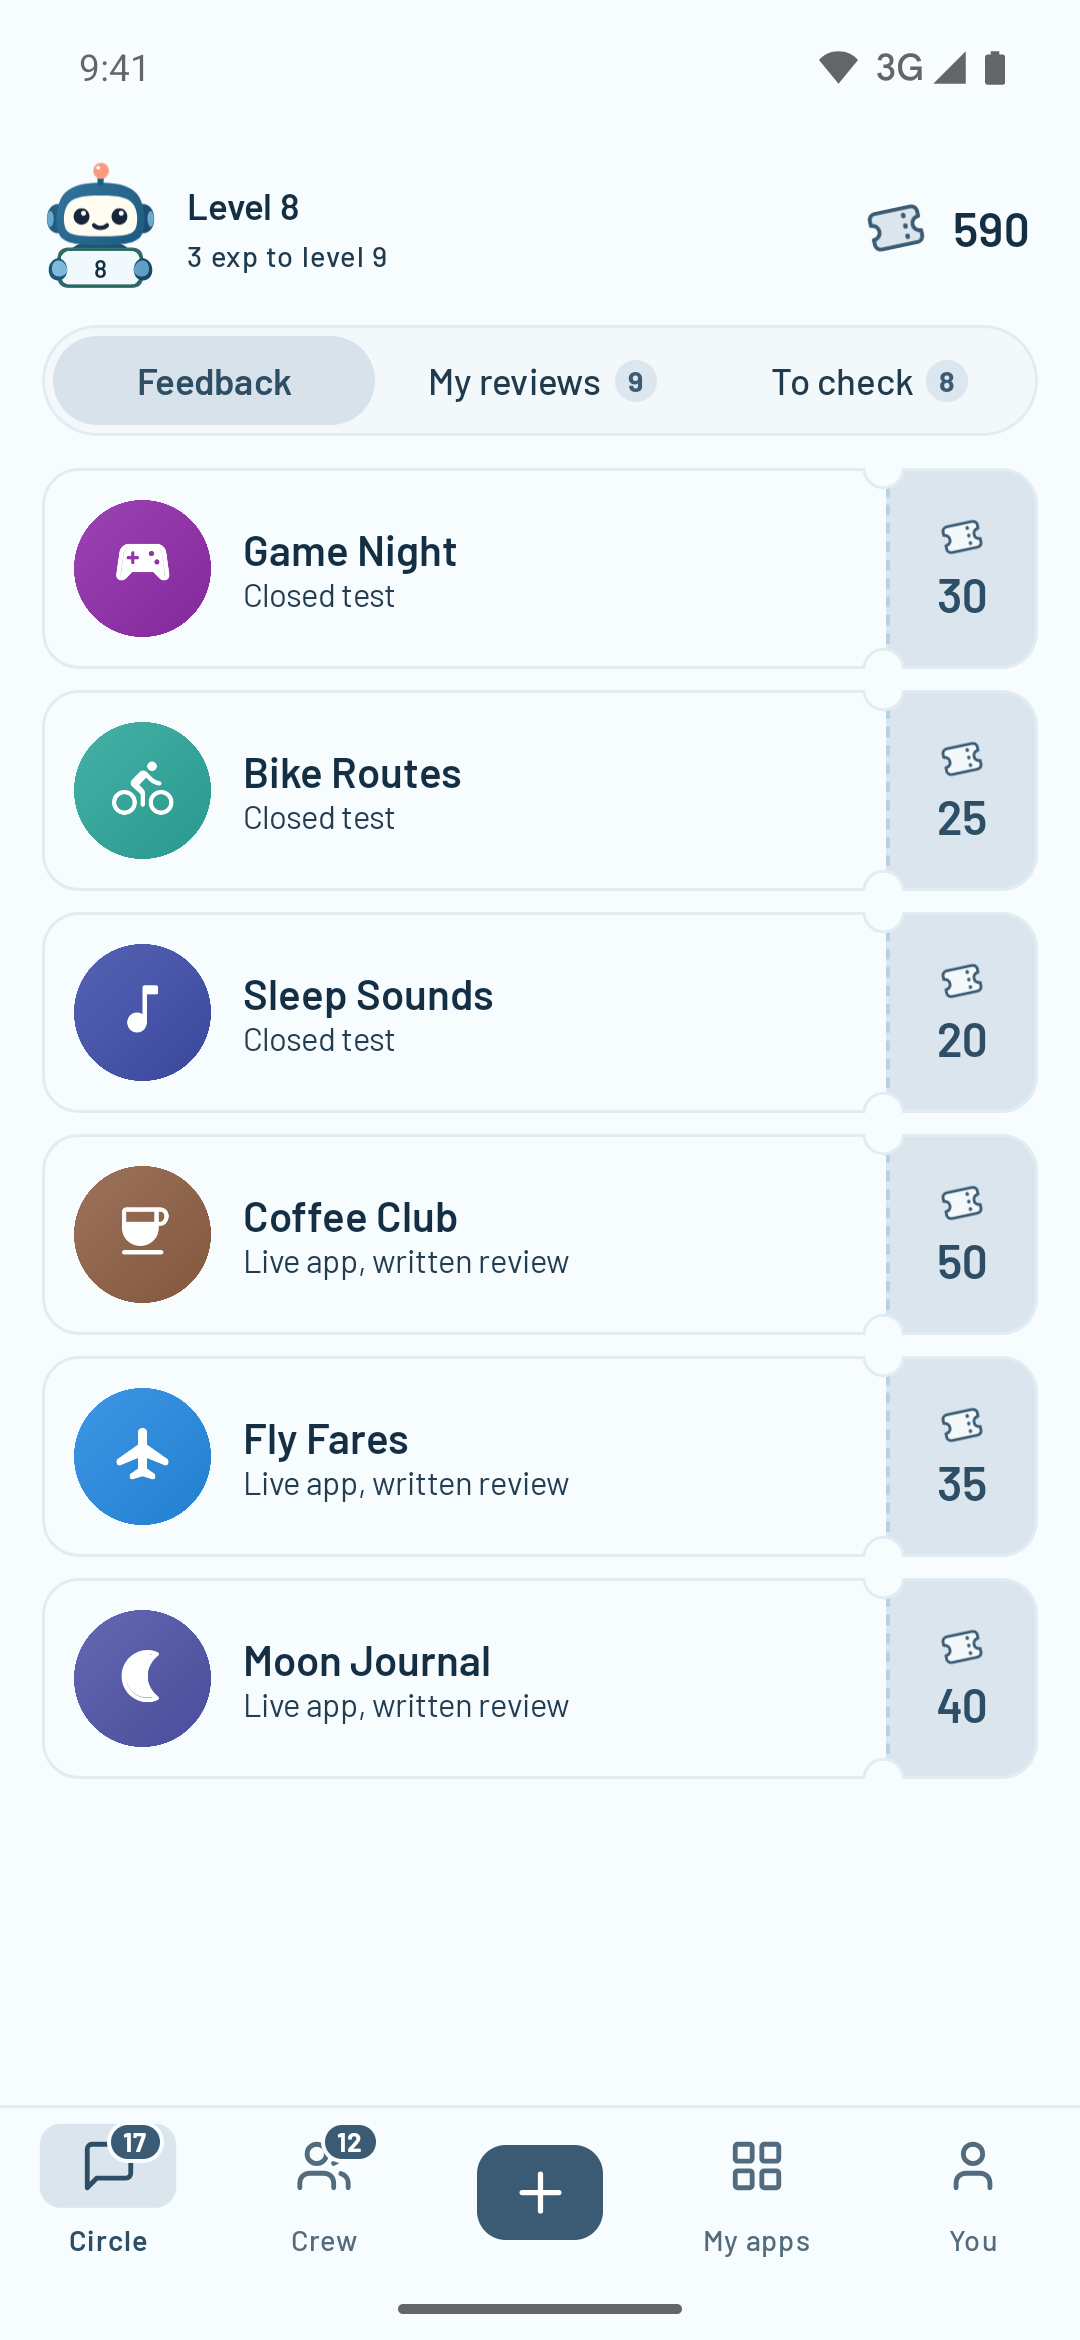 9:41
3G
Level 8
3 exp to level 9
8
590
Feedback
My reviews 9
To check 8
Game Night
Closed test
30
Bike Routes
Closed test
25
Sleep Sounds
Closed test
20
Coffee Club
Live app, written review
50
Fly Fares
Live app, written review
35
Moon Journal
Live app, written review
40
17
12
Circle
Crew
My apps
You